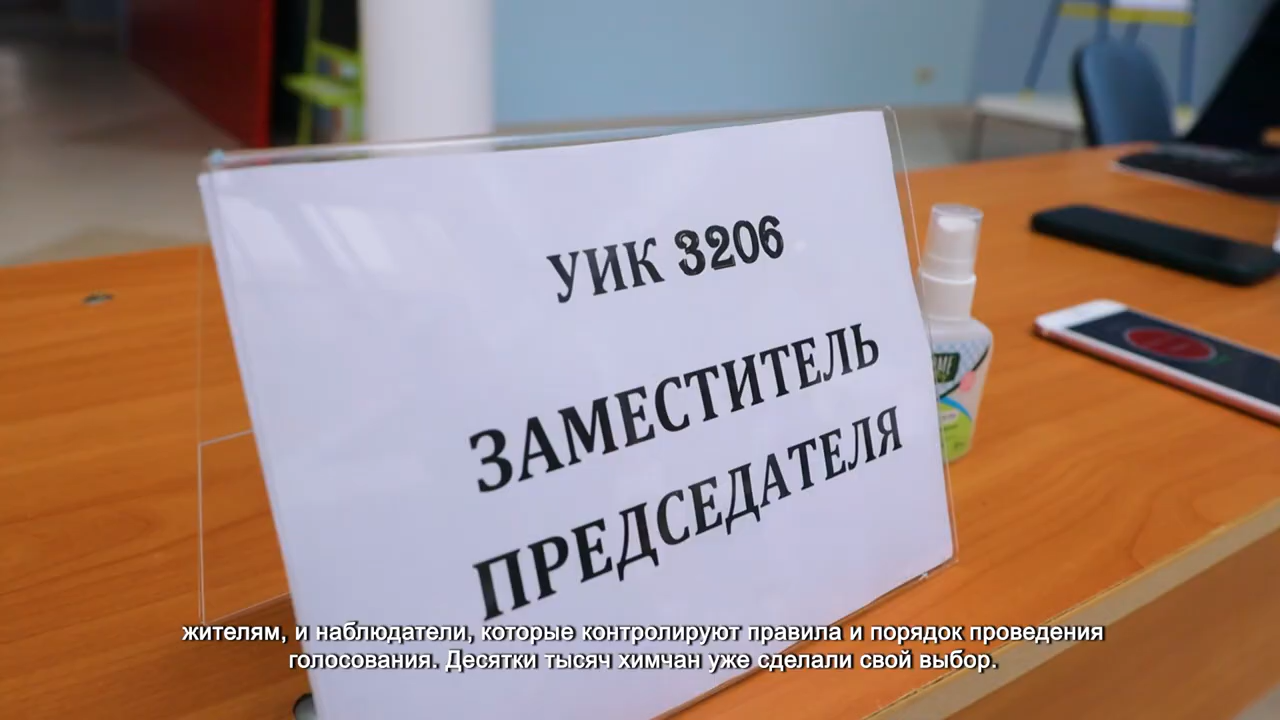 УИК 3206
ЗАМЕСТИТЕЛЬ
ПРЕДСЕДАТЕЛЯ
жителям, и наблюдатели, которые контролируют правила и порядок проведения
голосования. Десятки тысяч химчан уже сделали свой выбор.